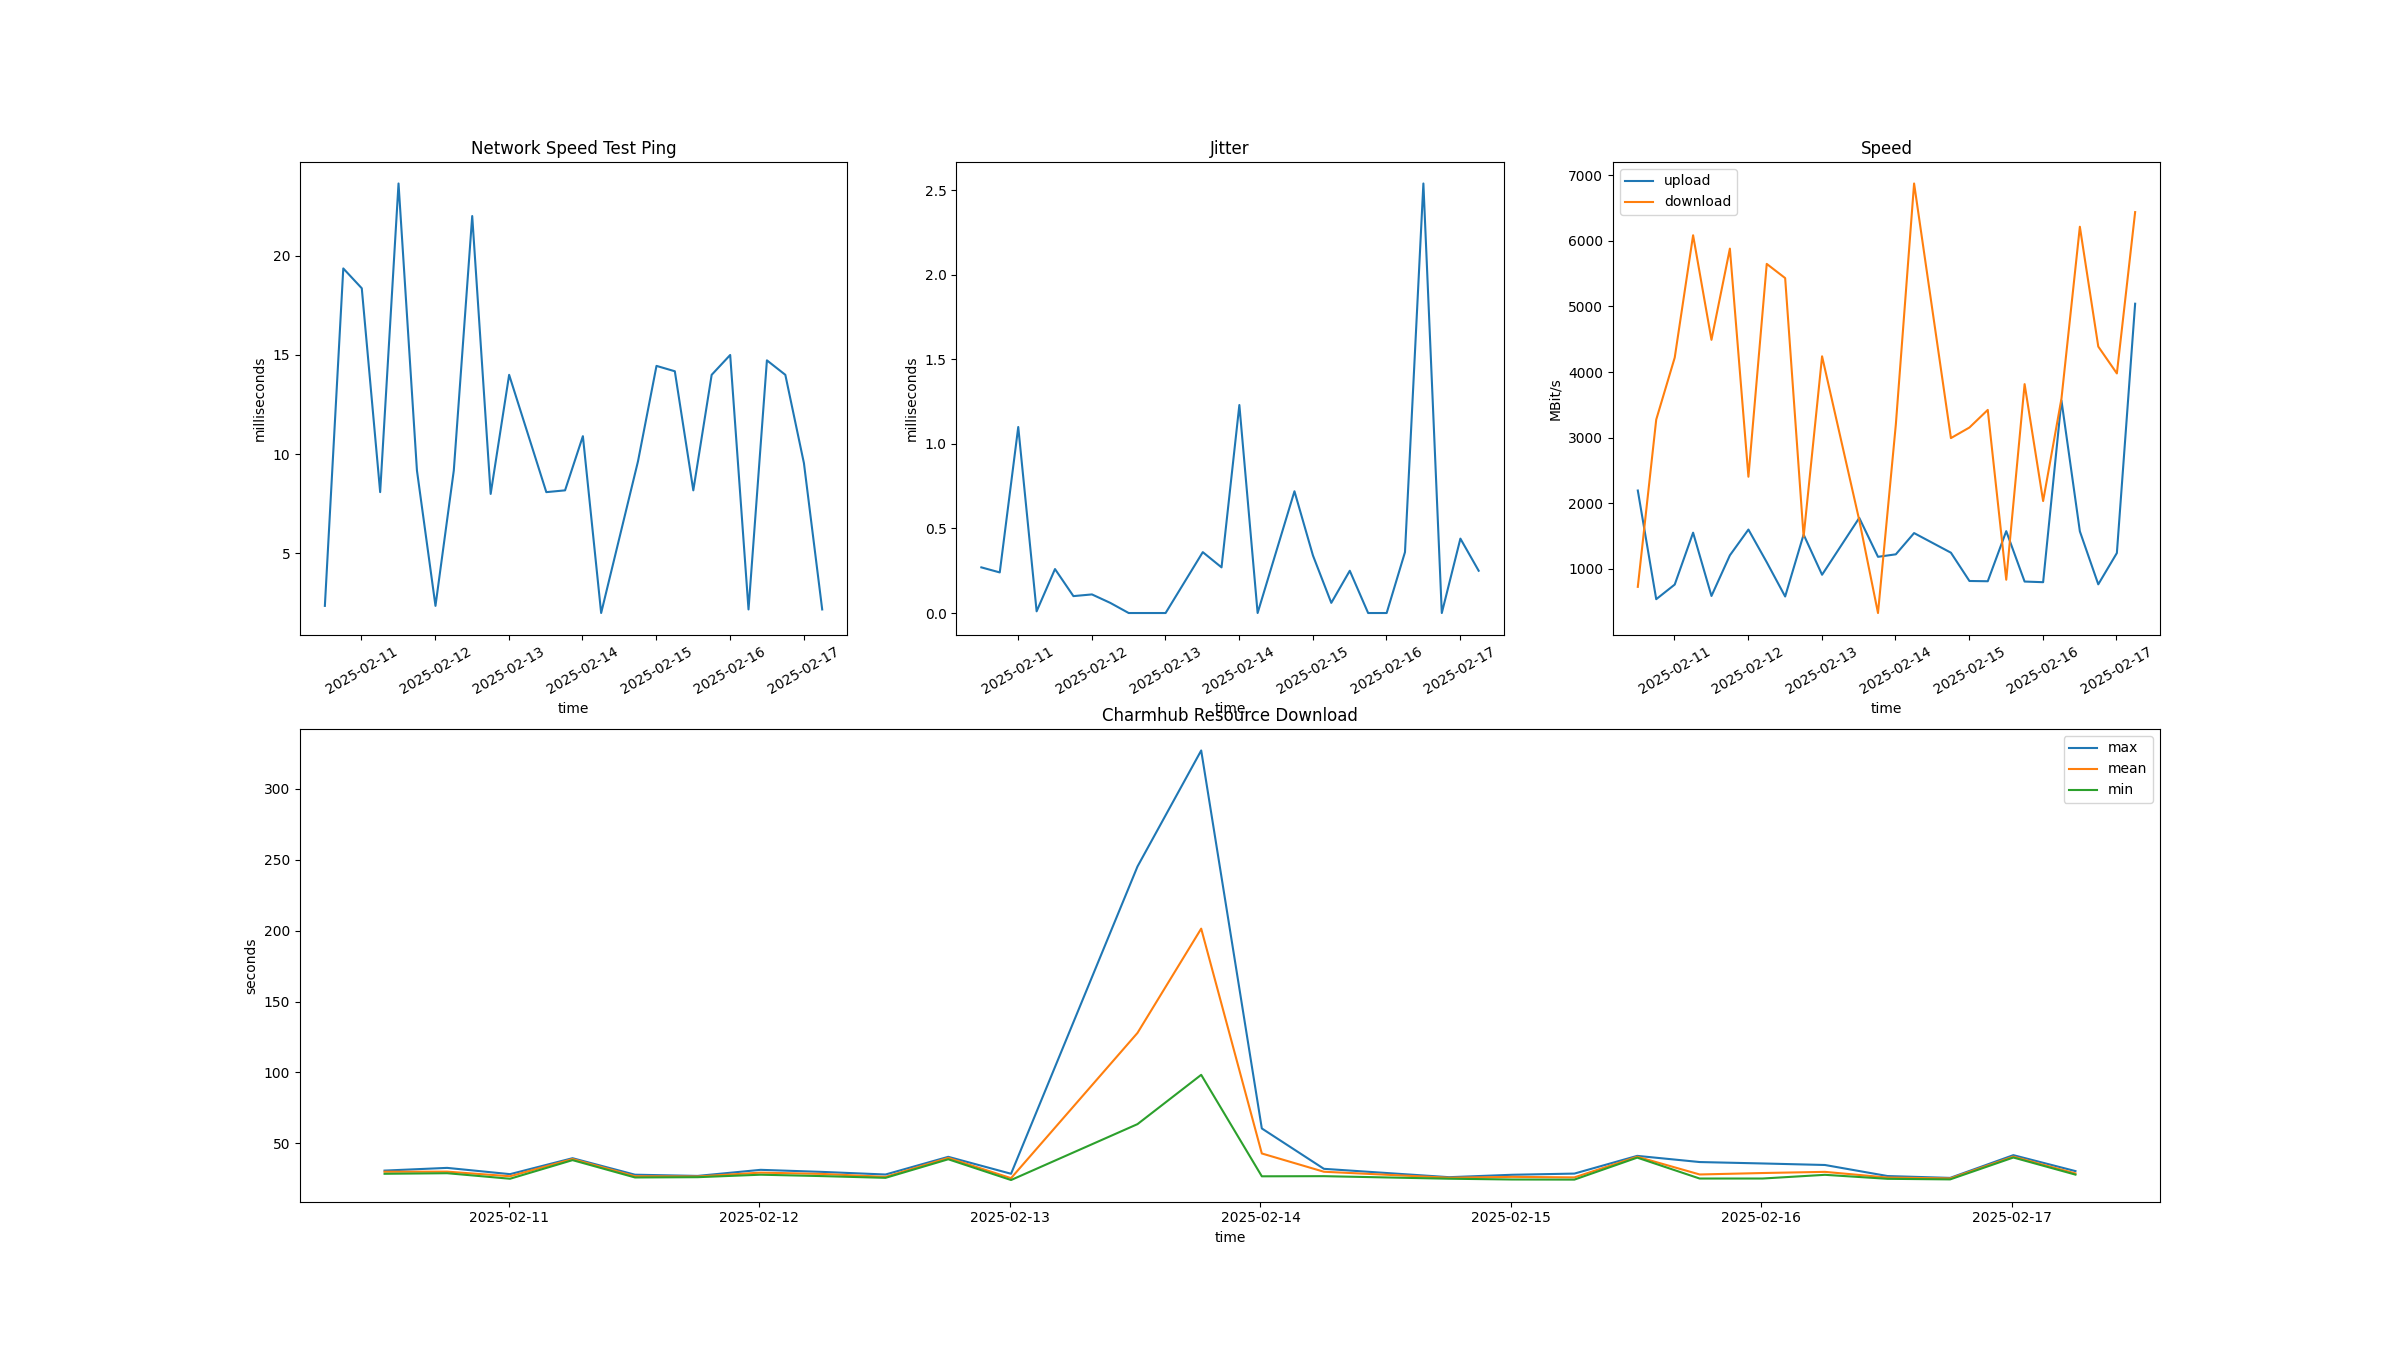 Network Speed Test Ping
milliseconds
20
15
10
5
2025-02-11 2025-02-12 2025-02-13 2025-02-14 2025-02-15 2025-02-16 2025-02-17
time
Jitter
milliseconds
2.5
2.0
1.5
1.0
0.5
0.0
2025-02-11 2025-02-12 2025-02-13 2025-02-14 2025-02-15 2025-02-16 2025-02-17
time
Speed
upload
download
MBit/s
7000
6000
5000
4000
3000
2000
1000
2025-02-11 2025-02-12 2025-02-13 2025-02-14 2025-02-15 2025-02-16 2025-02-17
time
Charmhub Resource Download
max
mean
min
seconds
300
250
200
150
100
50
2025-02-11 2025-02-12 2025-02-13 2025-02-14 2025-02-15 2025-02-16 2025-02-17
time